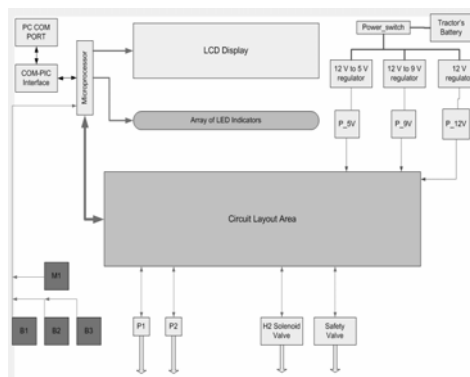 PC COM
PORT
COM-PIC
Interface
Microprocessor
LCD Display
Array of LED Indicators
Power_switch
Tractor's
Battery
12 V to 5 V
regulator
12 V to 9 V
regulator
12 V
regulator
P_5V
P_9V
P_12V
Circuit Layout Area
M1
B1
B2
B3
P1
P2
H2 Solenoid
Valve
Safety
Valve